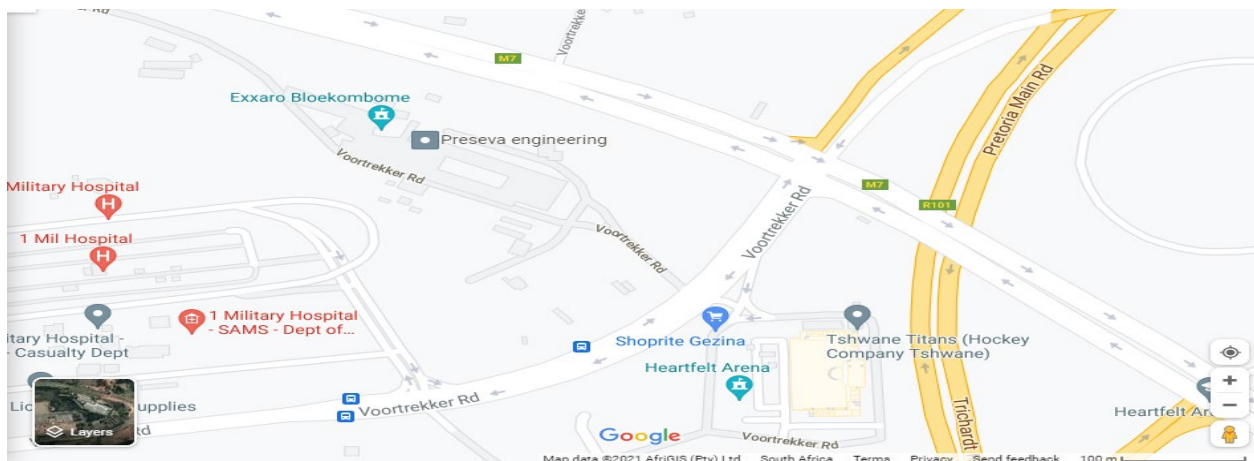 Rd
Voortrekker
M7
Exxaro Bloekombome
Preseva engineering
Voortrekker Rd
Pretoria Main Rd
Military Hospital
M7
R101
1 Mil Hospital
Voortrekker Rd
Voortrekker Rd
1 Military Hospital
- SAMS - Dept of...
itary Hospital -
- Casualty Dept
Shoprite Gezina
Tshwane Titans (Hockey
Company Tshwane)
Heartfelt Arena
upplies
Voortrekker Rd
Trichardt
Heartfelt
Layers
Rd
Google
Voortrekker Rd
Map data ©2021 AfriGIS (Pty) Ltd South Africa Terms Privacy Send feedback 100 m